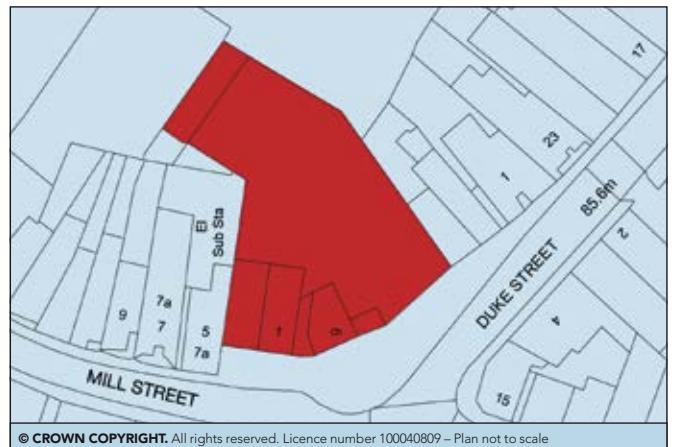 17
23
1
85.6m
2
DUKE STREET
4
15
El
Sub Sta
9
7a
7
5
7a
1
9
MILL STREET
© CROWN COPYRIGHT. All rights reserved. Licence number 100040809 – Plan not to scale